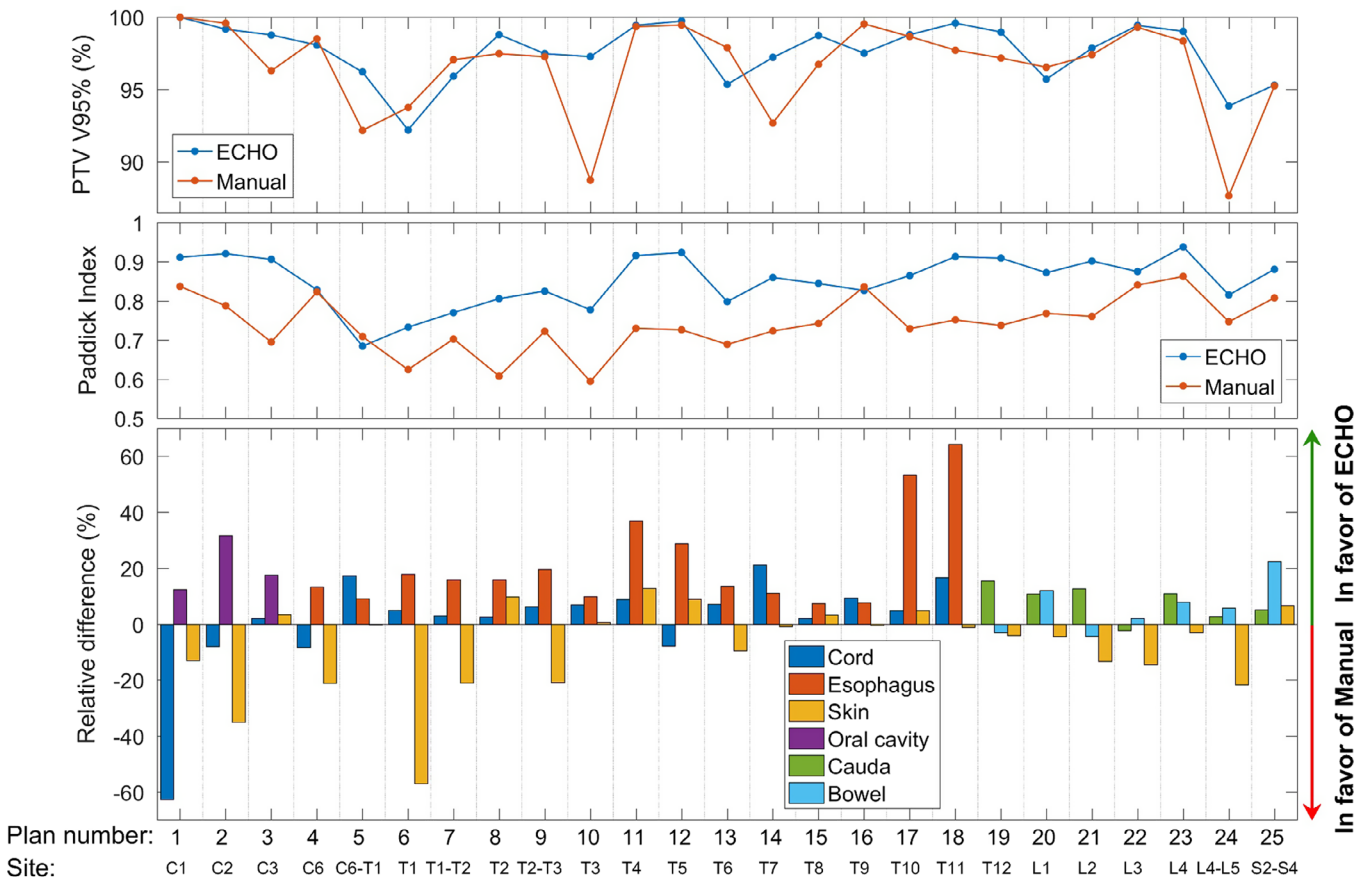 PTV V95% (%)
100
95
90
ECHO
Manual
Paddick Index
1
0.9
0.8
0.7
0.6
0.5
ECHO
Manual
Relative difference (%)
60
40
20
0
-20
-40
-60
Cord
Esophagus
Skin
Oral cavity
Cauda
Bowel
In favor of Manual In favor of ECHO
Plan number: 1 2 3 4 5 6 7 8 9 10 11 12 13 14 15 16 17 18 19 20 21 22 23 24 25
Site: C1 C2 C3 C6 C6-T1 T1 T1-T2 T2 T2-T3 T3 T4 T5 T6 T7 T8 T9 T10 T11 T12 L1 L2 L3 L4 L4-L5 S2-S4